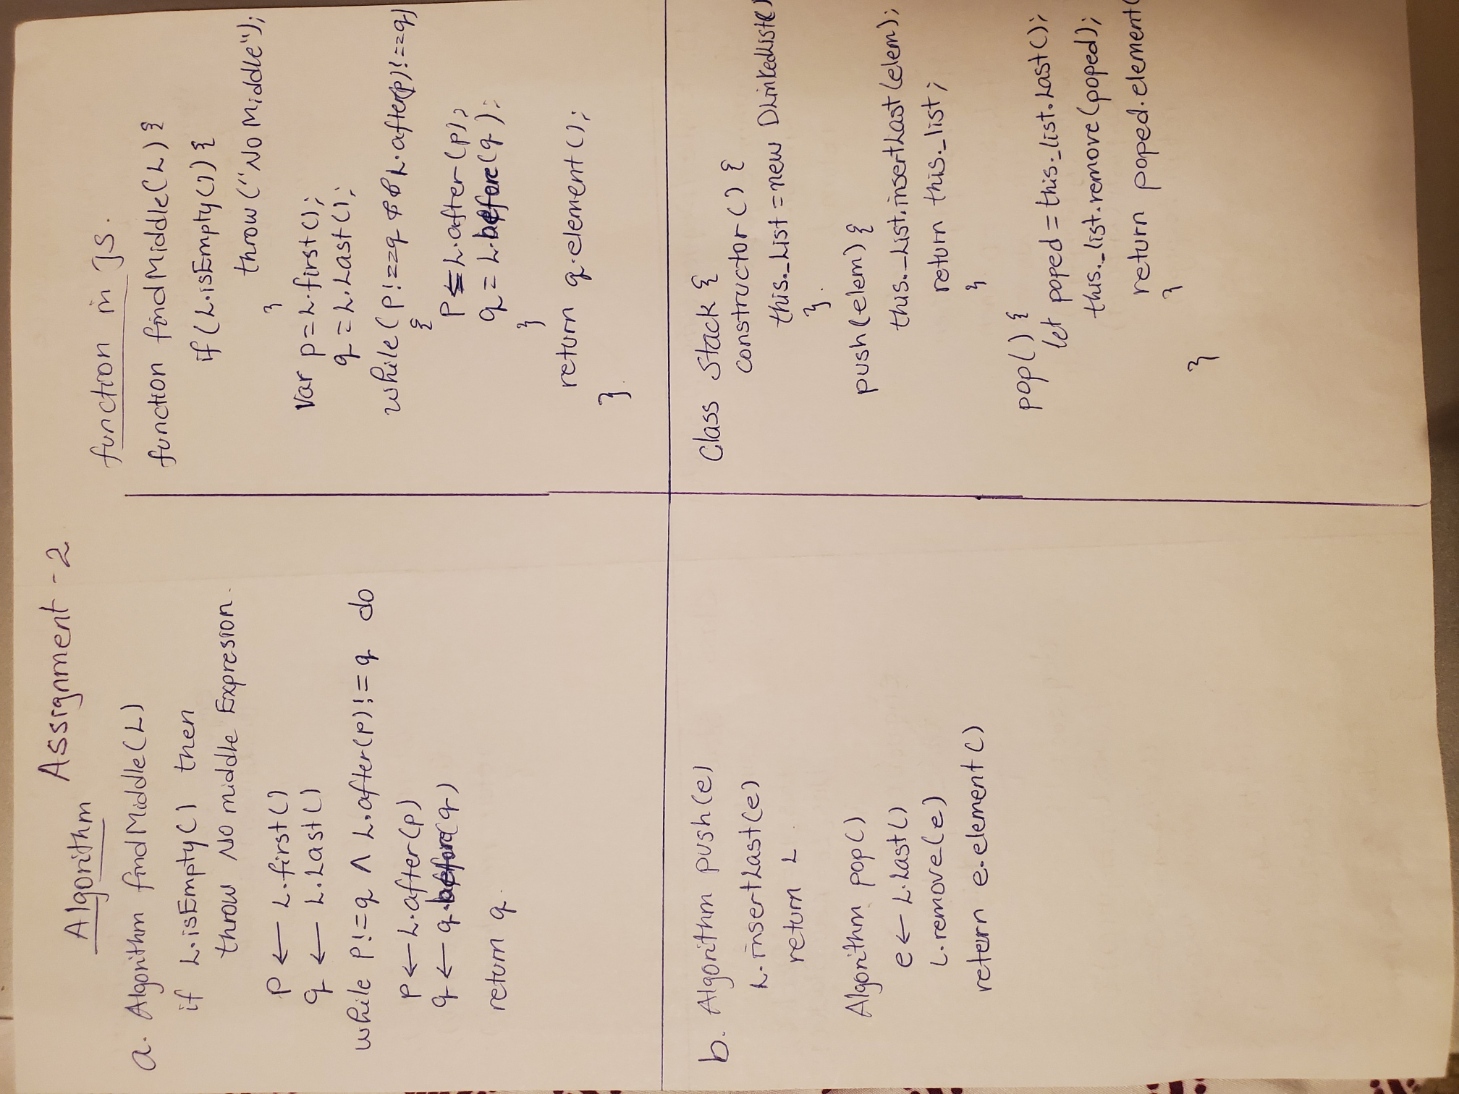 Assignment - 2
Algorithm
a. Algorithm findMiddle(L)
if L.isEmpty() then
throw No middle Expresion.
P ← L.first()
q ← L.Last()
while P!=q ∧ L.after(p)!=q do
P ← L.after(p)
q ← q.before(q)
return q.
function in JS.
function findMiddle(L) {
if (L.isEmpty()) {
throw ("No Middle");
}
Var p = L.first();
q = L.Last();
while (p!==q && L.after(p)!==q)
{
P = L.after(p);
q = L.before(q);
}
return q.element();
}.
b. Algorithm push(e)
L.insertLast(e)
return L
Algorithm pop()
e ← L.Last()
L.remove(e)
return e.element()
Class Stack {
constructor() {
this._List = new DLinkedList()
}.
push(elem) {
this._List.insertLast(elem);
return this._list;
}
pop() {
let poped = this._list.Last();
this._list.remove(poped);
return poped.element(
}
}